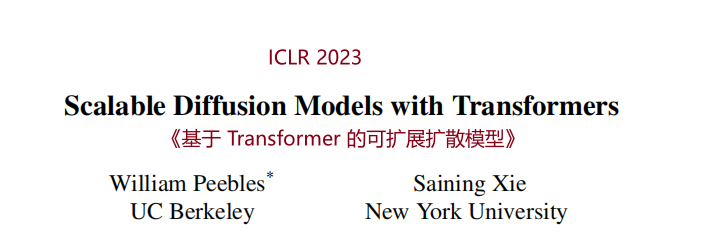 ICLR 2023
Scalable Diffusion Models with Transformers
《基于 Transformer 的可扩展扩散模型》
William Peebles* Saining Xie
UC Berkeley New York University